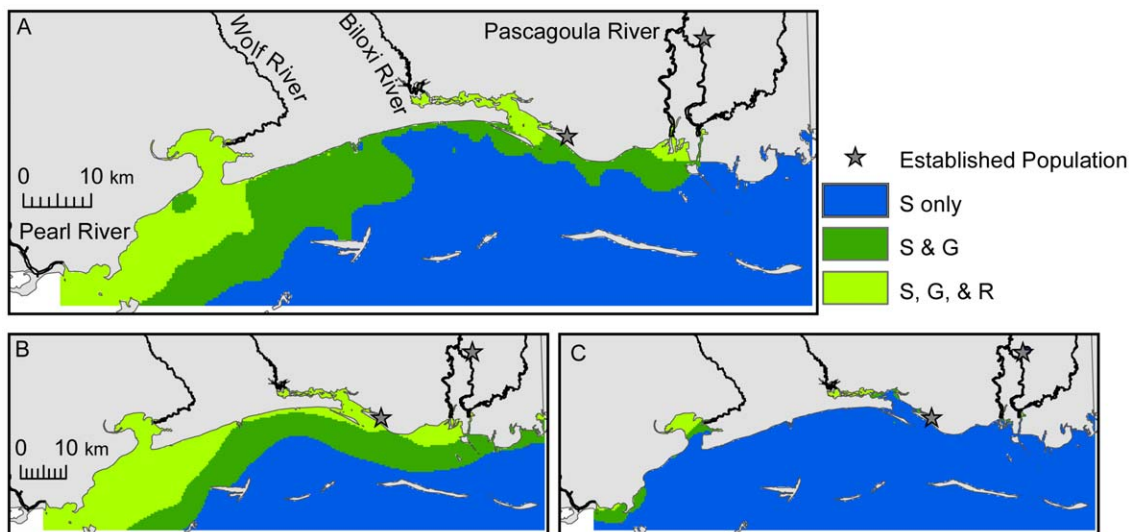 A
Wolf River
Biloxi River
Pascagoula River
0 10 km
Pearl River
Established Population
S only
S & G
S, G, & R
B
0 10 km
C